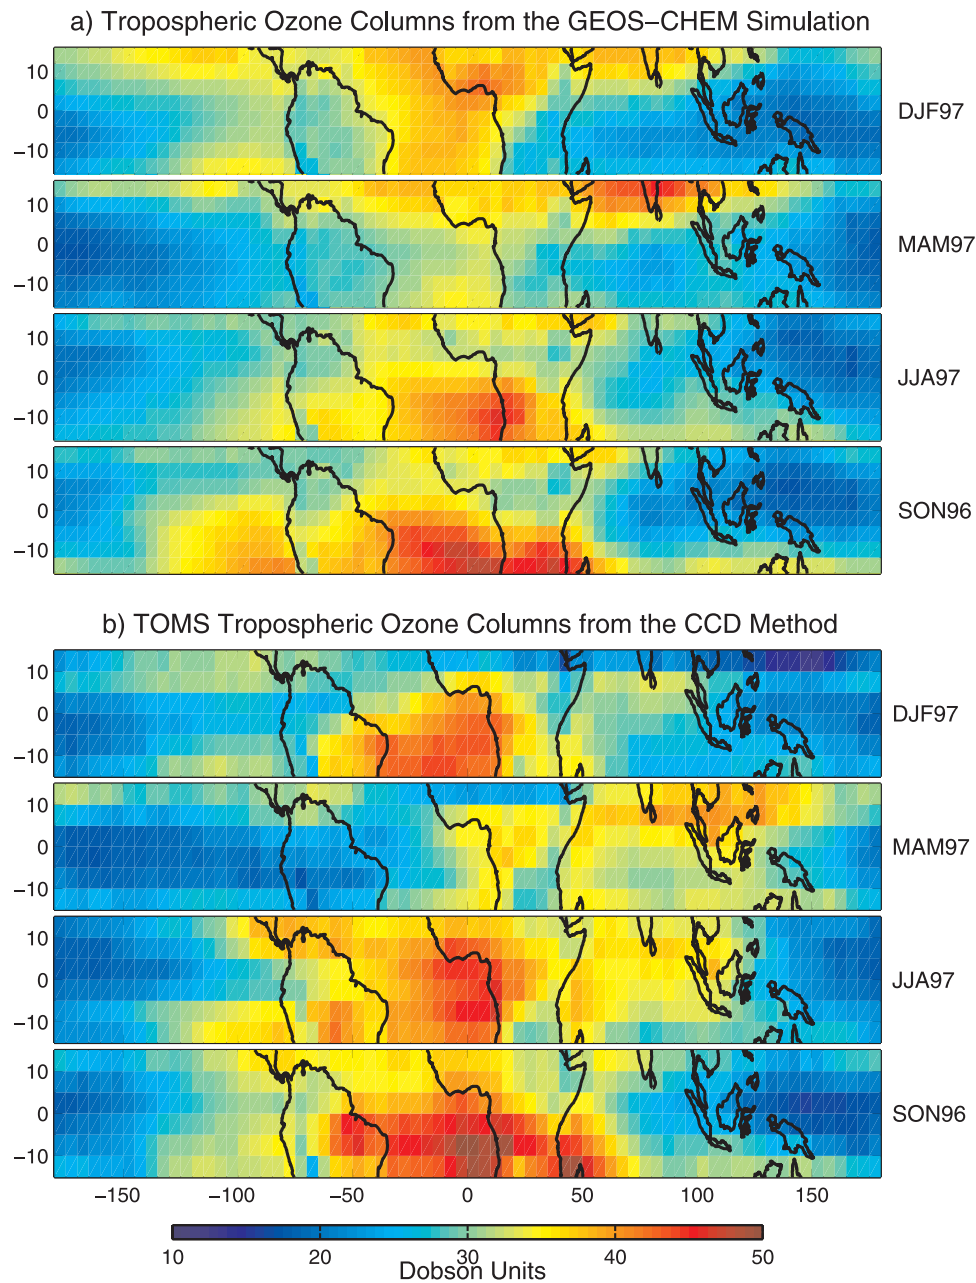 a) Tropospheric Ozone Columns from the GEOS–CHEM Simulation
10
0
−10
DJF97
10
0
−10
MAM97
10
0
−10
JJA97
10
0
−10
SON96
b) TOMS Tropospheric Ozone Columns from the CCD Method
10
0
−10
DJF97
10
0
−10
MAM97
10
0
−10
JJA97
10
0
−10
SON96
−150 −100 −50 0 50 100 150
10 20 30 40 50
Dobson Units